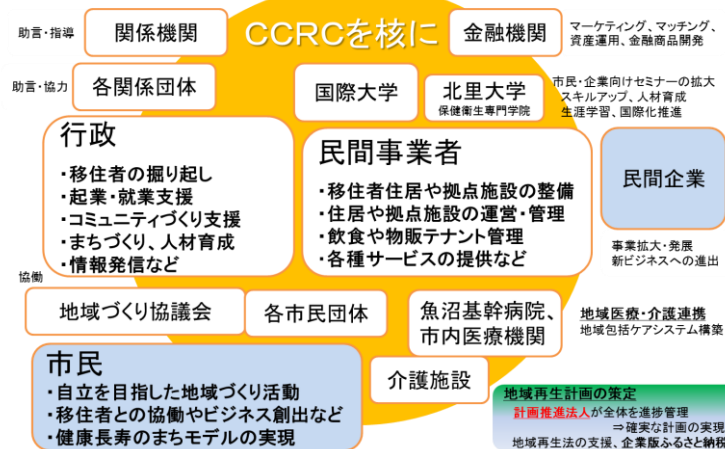 CCRCを核に
助言・指導
関係機関
金融機関
マーケティング、マッチング、
資産運用、金融商品開発
助言・協力
各関係団体
国際大学
北里大学
保健衛生専門学院
市民・企業向けセミナーの拡大
スキルアップ、人材育成
生涯学習、国際化推進
行政
・移住者の掘り起し
・起業・就業支援
・コミュニティづくり支援
・まちづくり、人材育成
・情報発信など
民間事業者
・移住者住居や拠点施設の整備
・住居や拠点施設の運営・管理
・飲食や物販テナント管理
・各種サービスの提供など
民間企業
事業拡大・発展
新ビジネスへの進出
協働
地域づくり協議会
各市民団体
魚沼基幹病院、
市内医療機関
地域医療・介護連携
地域包括ケアシステム構築
市民
・自立を目指した地域づくり活動
・移住者との協働やビジネス創出など
・健康長寿のまちモデルの実現
介護施設
地域再生計画の策定
計画推進法人が全体を進捗管理
⇒確実な計画の実現
地域再生法の支援、企業版ふるさと納税